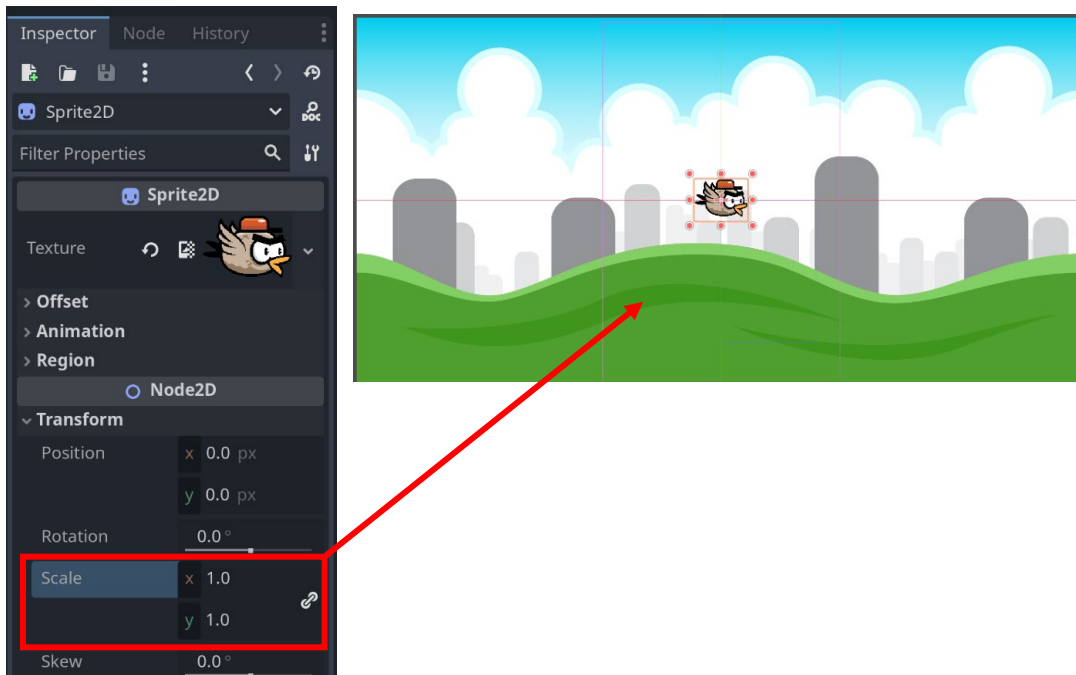 Inspector Node History
Sprite2D
DOC
Filter Properties
Sprite2D
Texture
Offset
Animation
Region
Node2D
Transform
Position x 0.0 px
y 0.0 px
Rotation 0.0 °
Scale x 1.0
y 1.0
Skew 0.0 °